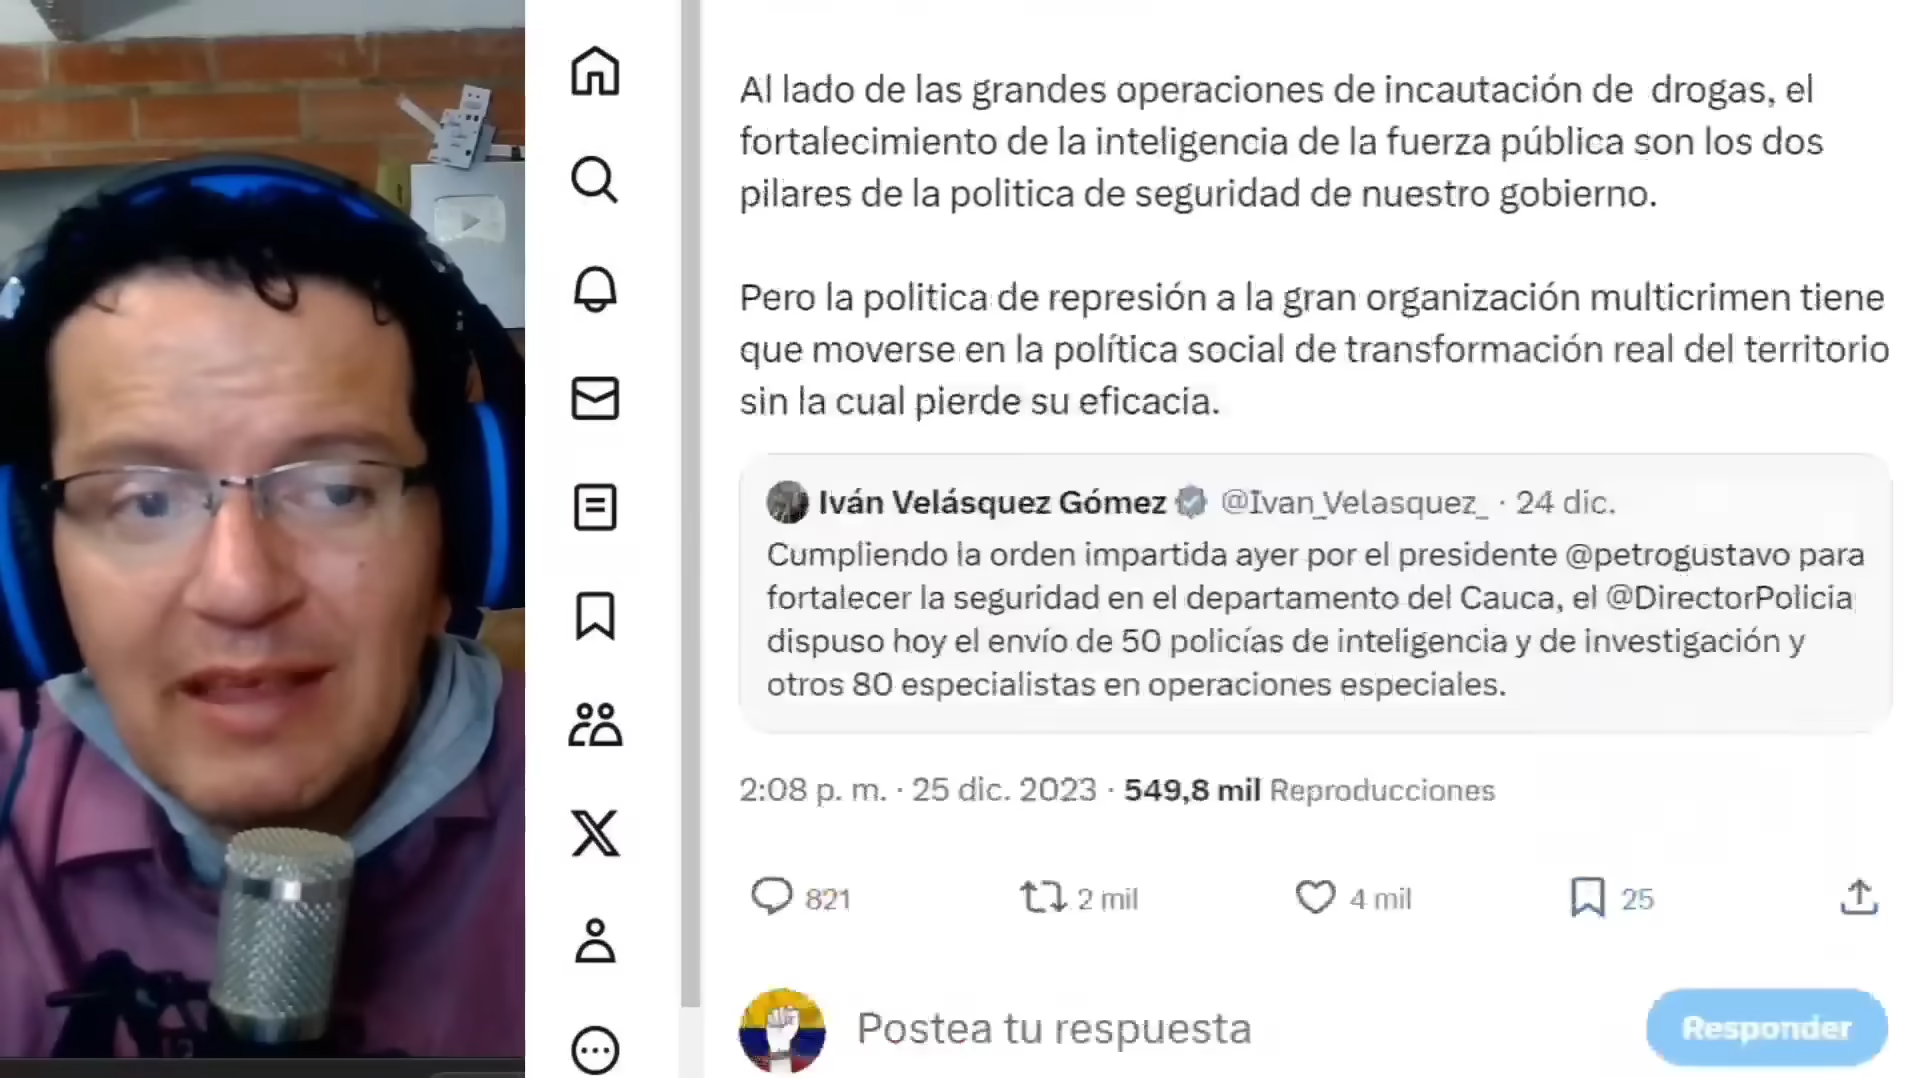 Al lado de las grandes operaciones de incautación de  drogas, el
fortalecimiento de la inteligencia de la fuerza pública son los dos
pilares de la politica de seguridad de nuestro gobierno.
Pero la politica de represión a la gran organización multicrimen tiene
que moverse en la política social de transformación real del territorio
sin la cual pierde su eficacia.
Iván Velásquez Gómez @Ivan_Velasquez_ · 24 dic.
Cumpliendo la orden impartida ayer por el presidente @petrogustavo para
fortalecer la seguridad en el departamento del Cauca, el @DirectorPolicia
dispuso hoy el envío de 50 policías de inteligencia y de investigación y
otros 80 especialistas en operaciones especiales.
2:08 p. m. · 25 dic. 2023 · 549,8 mil Reproducciones
821 2 mil 4 mil 25
Postea tu respuesta Responder